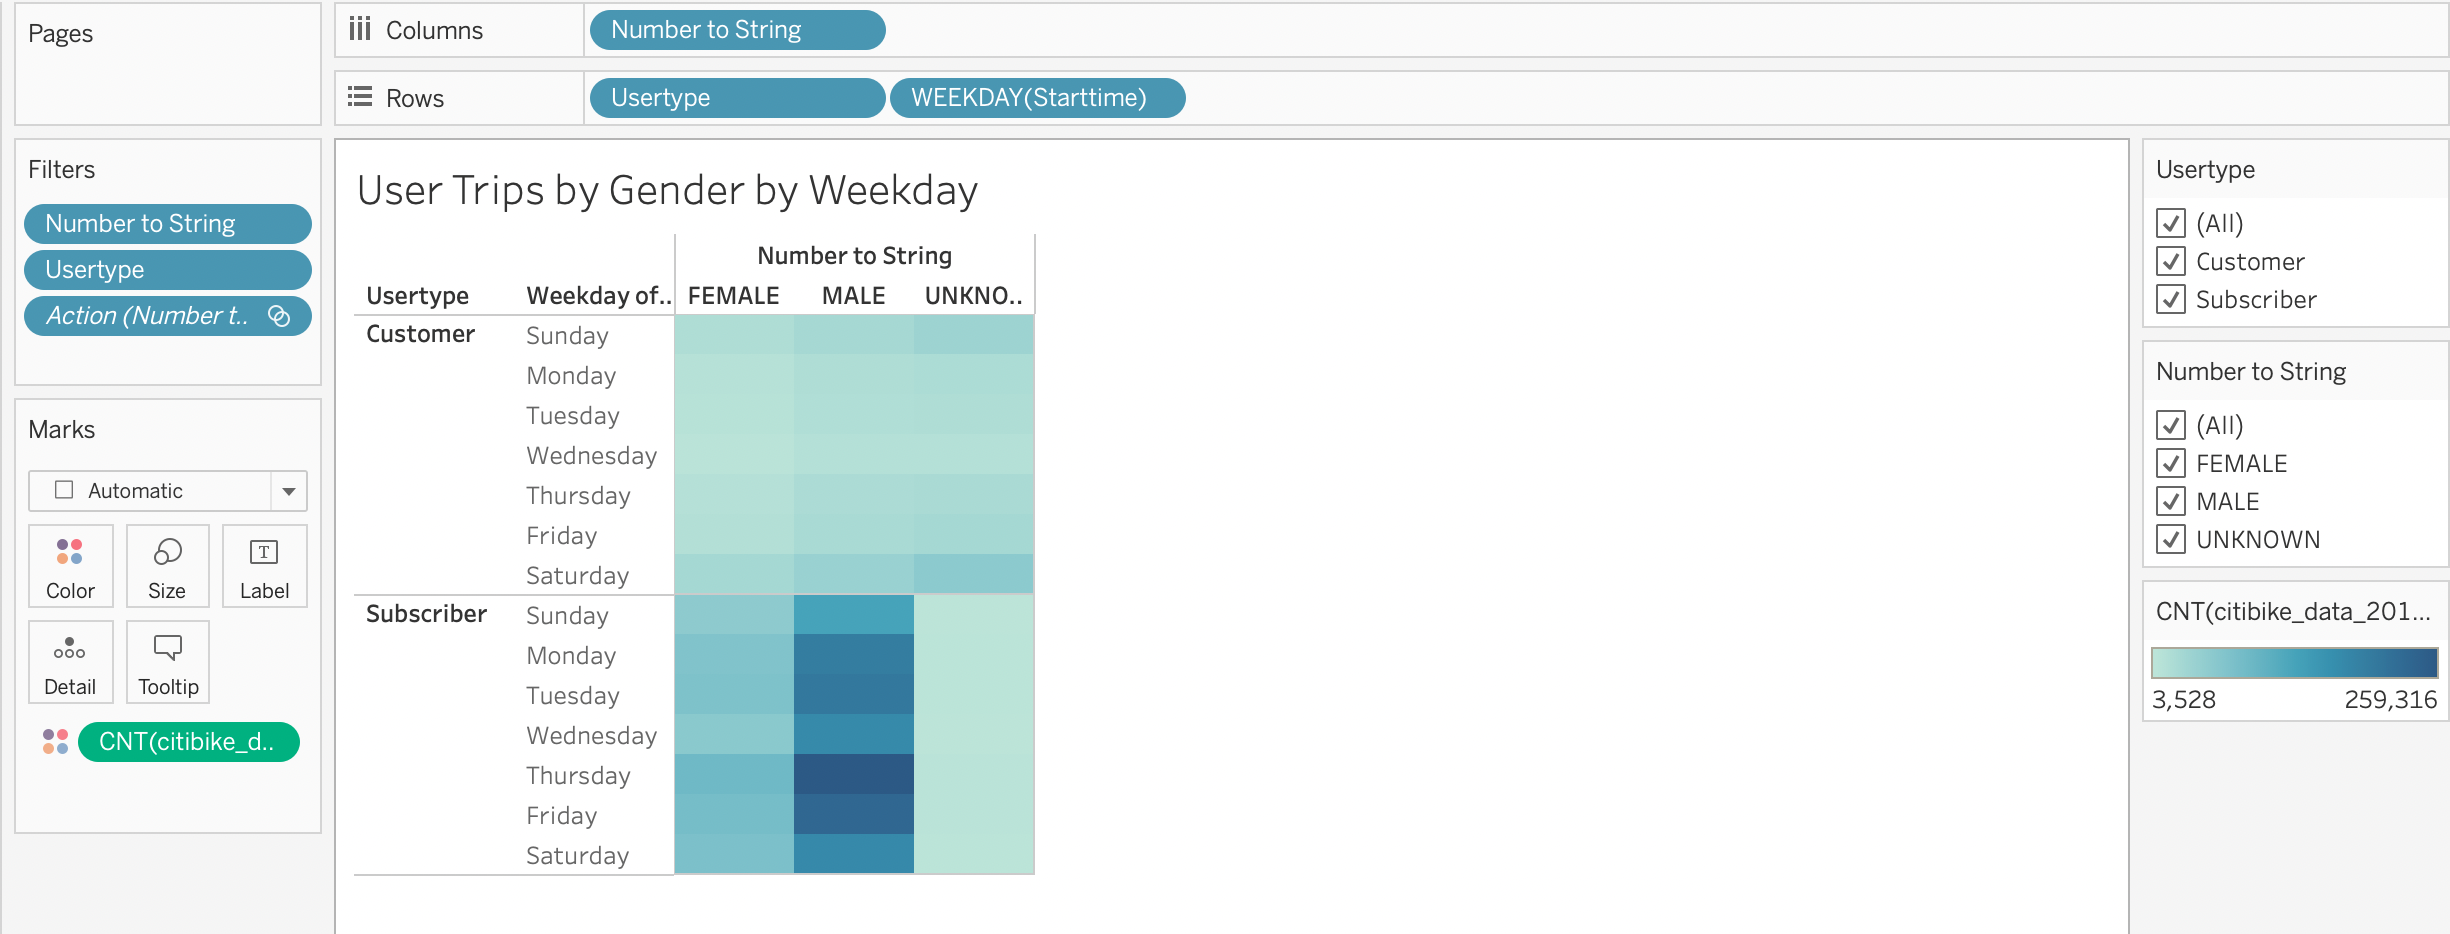 Pages
Columns
Number to String
Rows
Usertype
WEEKDAY(Starttime)
Filters
Number to String
Usertype
Action (Number t..
Marks
Automatic
Color
Size
T
Label
Detail
Tooltip
CNT(citibike_d..
User Trips by Gender by Weekday
Number to String
Usertype
Weekday of..
FEMALE
MALE
UNKNO..
Customer
Sunday
Monday
Tuesday
Wednesday
Thursday
Friday
Saturday
Subscriber
Sunday
Monday
Tuesday
Wednesday
Thursday
Friday
Saturday
Usertype
(All)
Customer
Subscriber
Number to String
(All)
FEMALE
MALE
UNKNOWN
CNT(citibike_data_201...
3,528
259,316